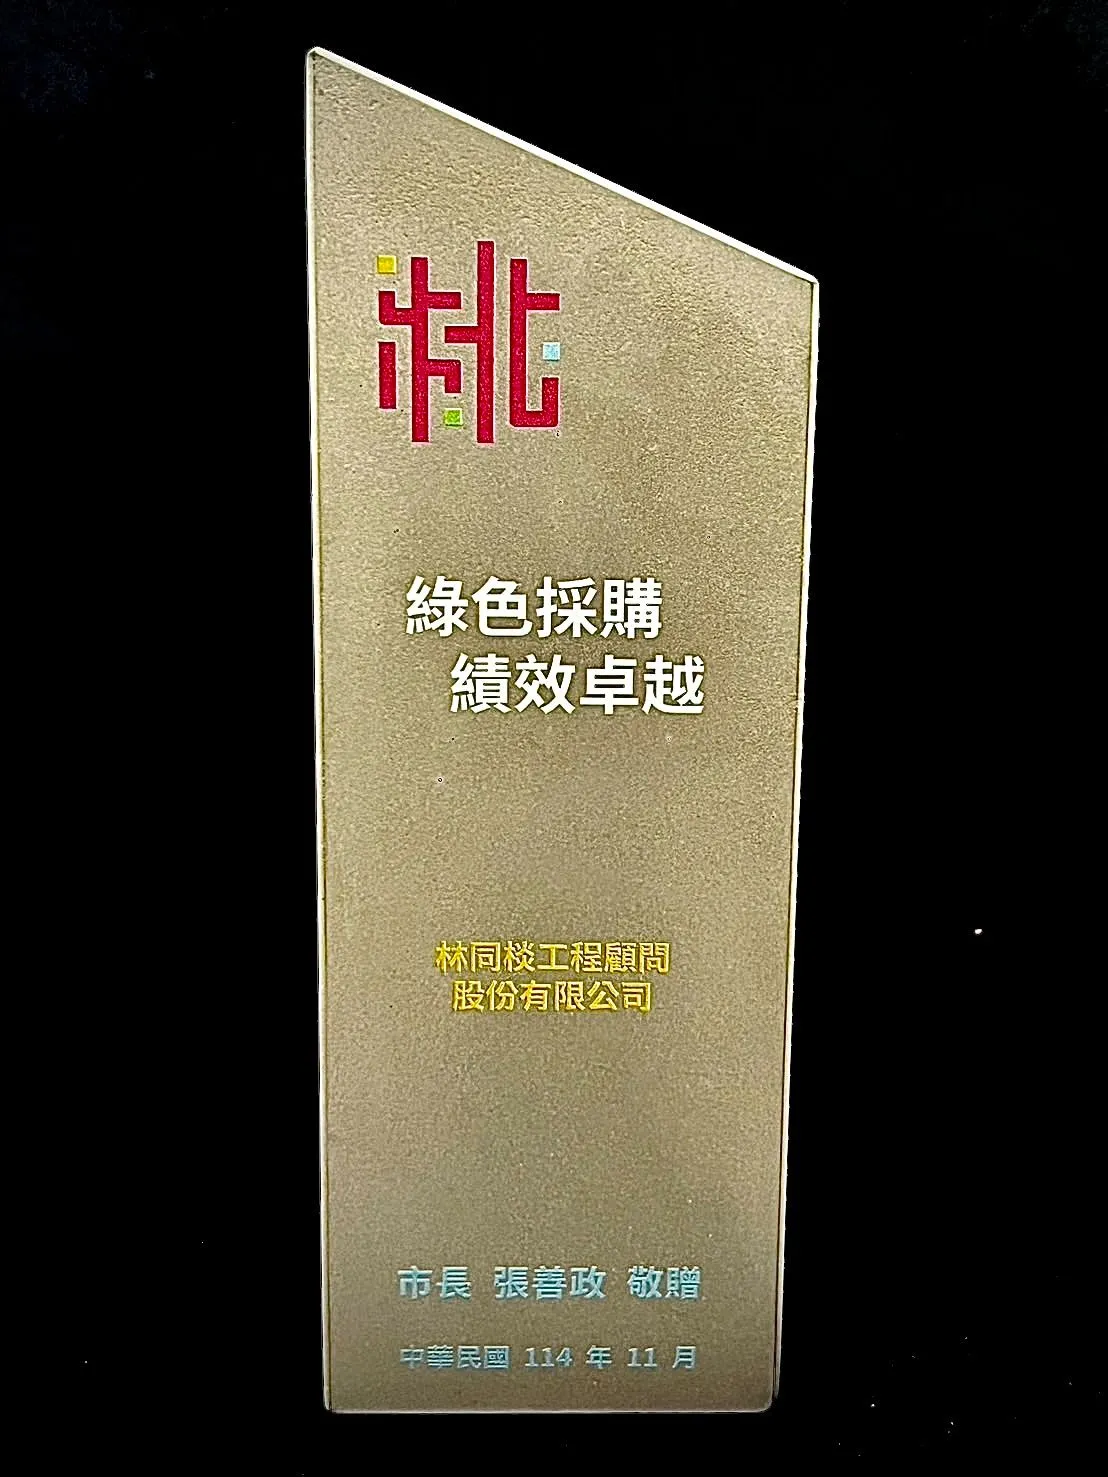 桃
綠色採購
績效卓越
林同棪工程顧問
股份有限公司
市長 張善政 敬贈
中華民國 114 年 11 月